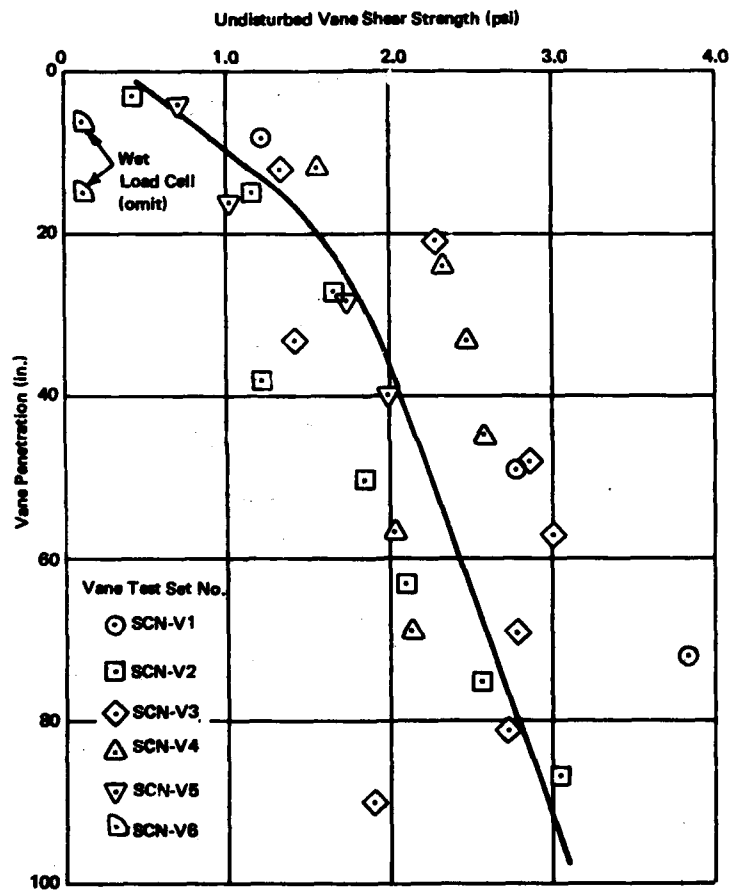 Undisturbed Vane Shear Strength (psi)
0 1.0 2.0 3.0 4.0
0
20
40
60
80
100
Vane Penetration (in.)
Wet
Load Cell
(omit)
Vane Test Set No.
SCN-V1
SCN-V2
SCN-V3
SCN-V4
SCN-V5
SCN-V6